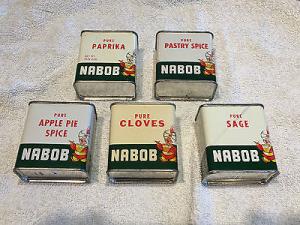 PURE
PAPRIKA
NABOB
PURE
PASTRY SPICE
NABOB
PURE
APPLE PIE
SPICE
NABOB
PURE
CLOVES
NABOB
PURE
SAGE
NABOB